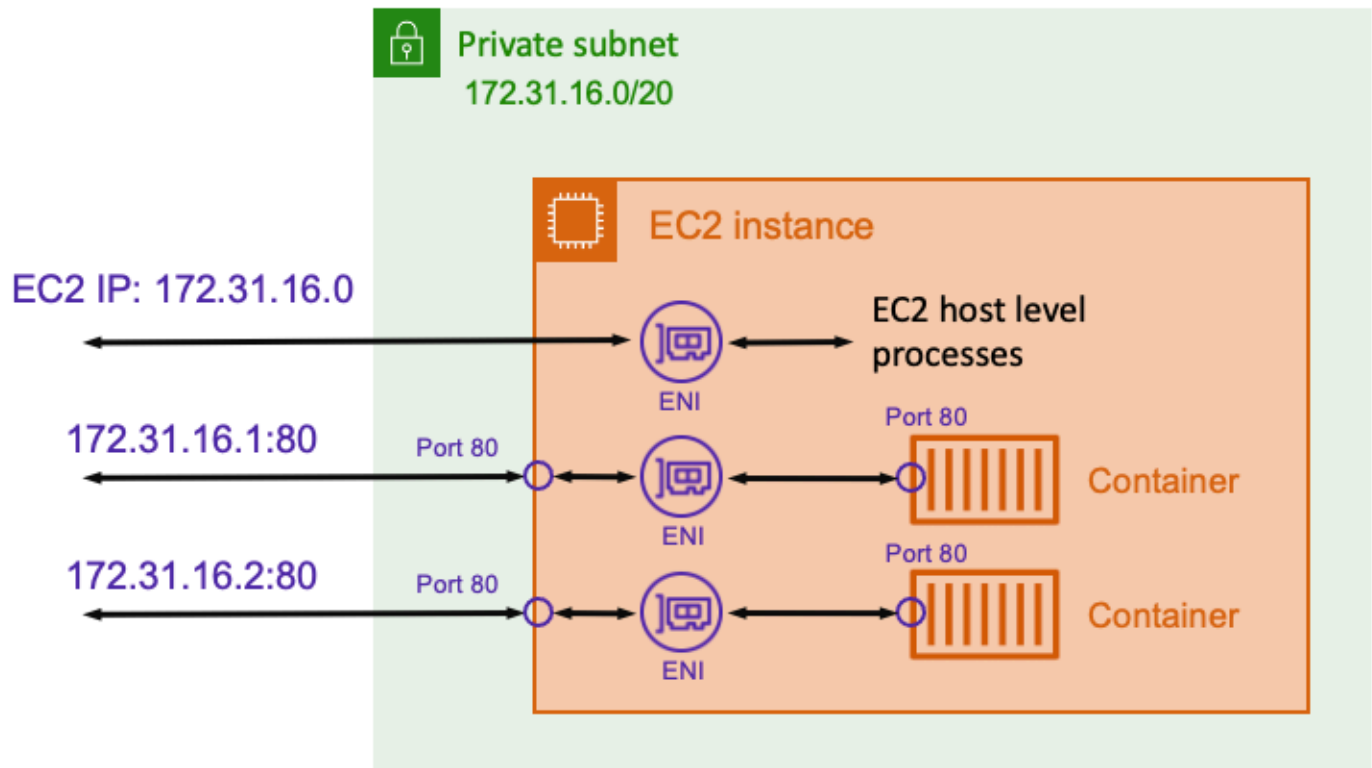 Private subnet
172.31.16.0/20
EC2 instance
EC2 IP: 172.31.16.0
EC2 host level
processes
ENI
172.31.16.1:80
Port 80
Port 80
Container
ENI
172.31.16.2:80
Port 80
Port 80
Container
ENI